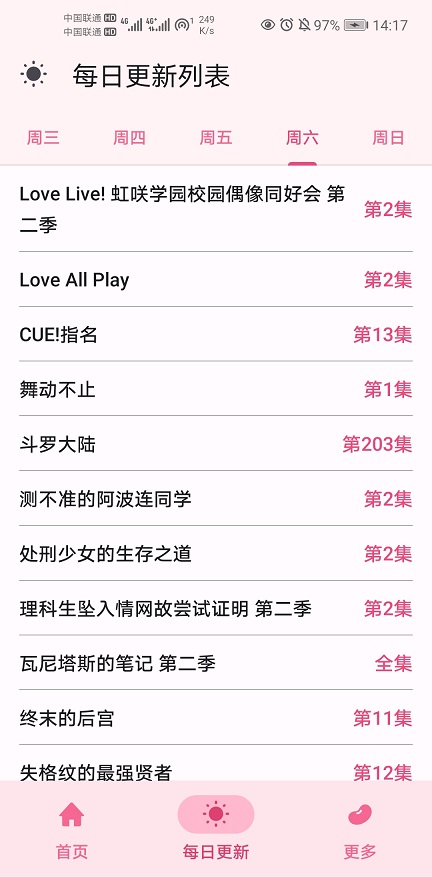 中国联通 HD 4G 4G+ 1 249 97% 14:17
中国联通 HD K/s
每日更新列表
周三 周四 周五 周六 周日
Love Live! 虹咲学园校园偶像同好会 第
二季 第2集
Love All Play 第2集
CUE!指名 第13集
舞动不止 第1集
斗罗大陆 第203集
测不准的阿波连同学 第2集
处刑少女的生存之道 第2集
理科生坠入情网故尝试证明 第二季 第2集
瓦尼塔斯的笔记 第二季 全集
终末的后宫 第11集
失格纹的最强贤者 第12集
首页 每日更新 更多